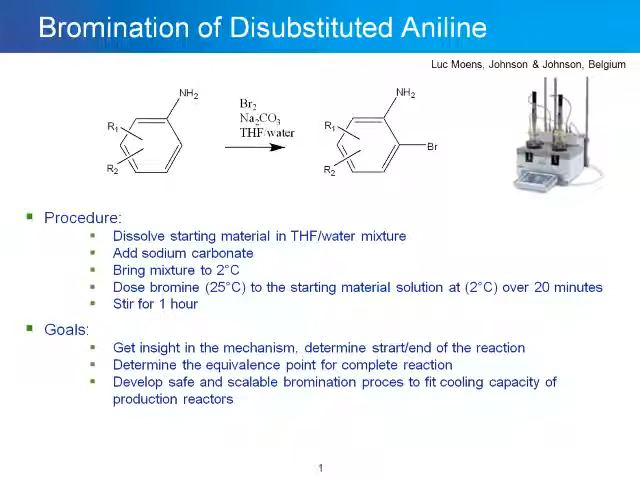 Bromination of Disubstituted Aniline
Luc Moens, Johnson & Johnson, Belgium
NH2
R1
R2
Br2
Na2CO3
THF/water
NH2
R1
R2
Br
Procedure:
Dissolve starting material in THF/water mixture
Add sodium carbonate
Bring mixture to 2°C
Dose bromine (25°C) to the starting material solution at (2°C) over 20 minutes
Stir for 1 hour
Goals:
Get insight in the mechanism, determine strart/end of the reaction
Determine the equivalence point for complete reaction
Develop safe and scalable bromination proces to fit cooling capacity of
production reactors
1